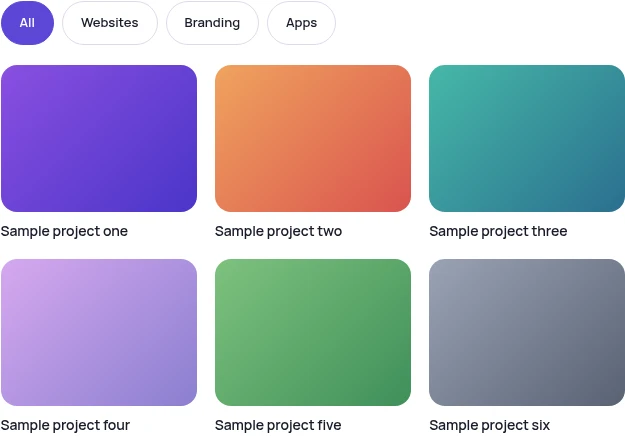 All Websites Branding Apps
Sample project one Sample project two Sample project three
Sample project four Sample project five Sample project six